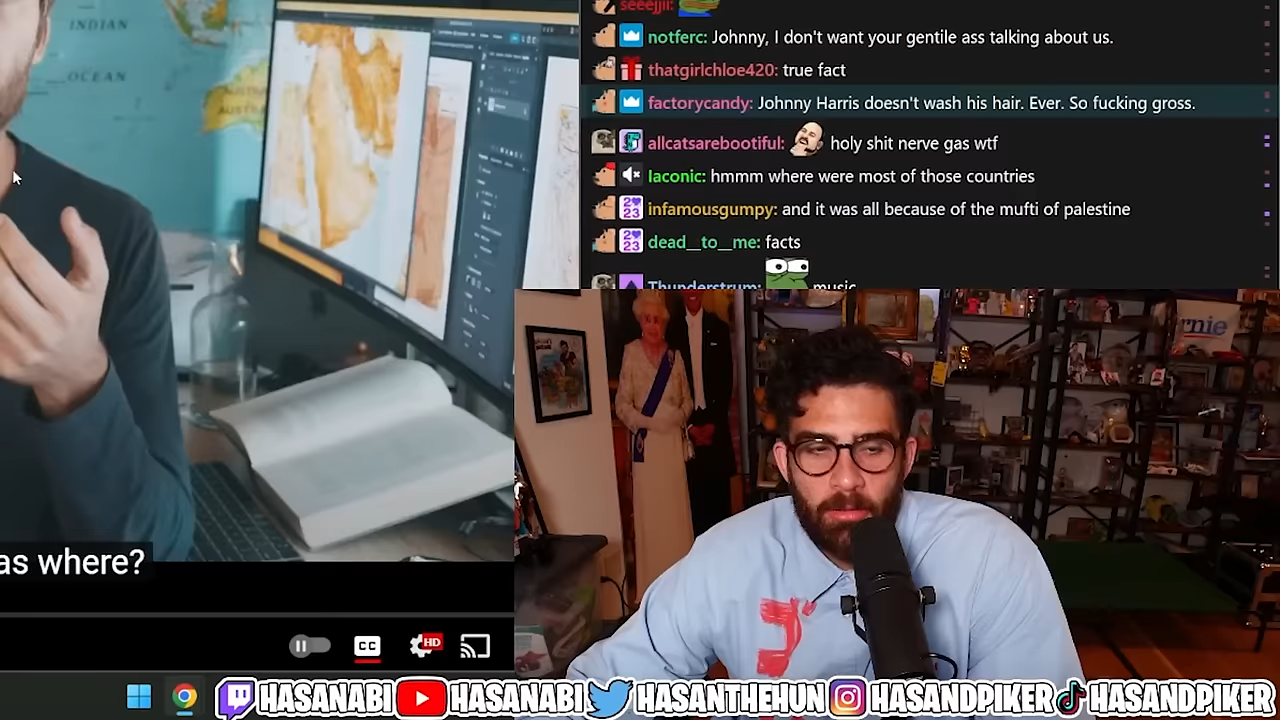 INDIAN
OCEAN
seeejjii:
notferc: Johnny, I don't want your gentile ass talking about us.
thatgirlchloe420: true fact
factorycandy: Johnny Harris doesn't wash his hair. Ever. So fucking gross.
allcatsarebootiful: holy shit nerve gas wtf
laconic: hmmm where were most of those countries
infamousgumpy: and it was all because of the mufti of palestine
dead__to__me: facts
Thunderstrum: music
as where?
CC
HD
HASANABI HASANABI HASANTHEHUN HASANDPIKER HASANDPIKER